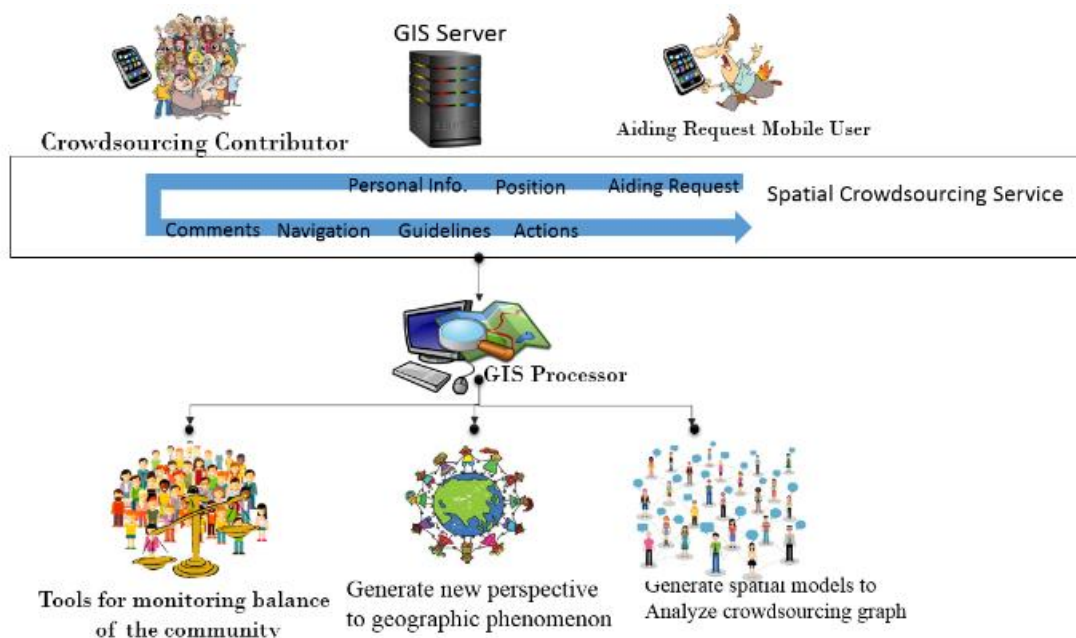 GIS Server
Crowdsourcing Contributor
Aiding Request Mobile User
Personal Info. Position Aiding Request
Spatial Crowdsourcing Service
Comments Navigation Guidelines Actions
GIS Processor
Tools for monitoring balance
of the community
Generate new perspective
to geographic phenomenon
Generate spatial models to
Analyze crowdsourcing graph